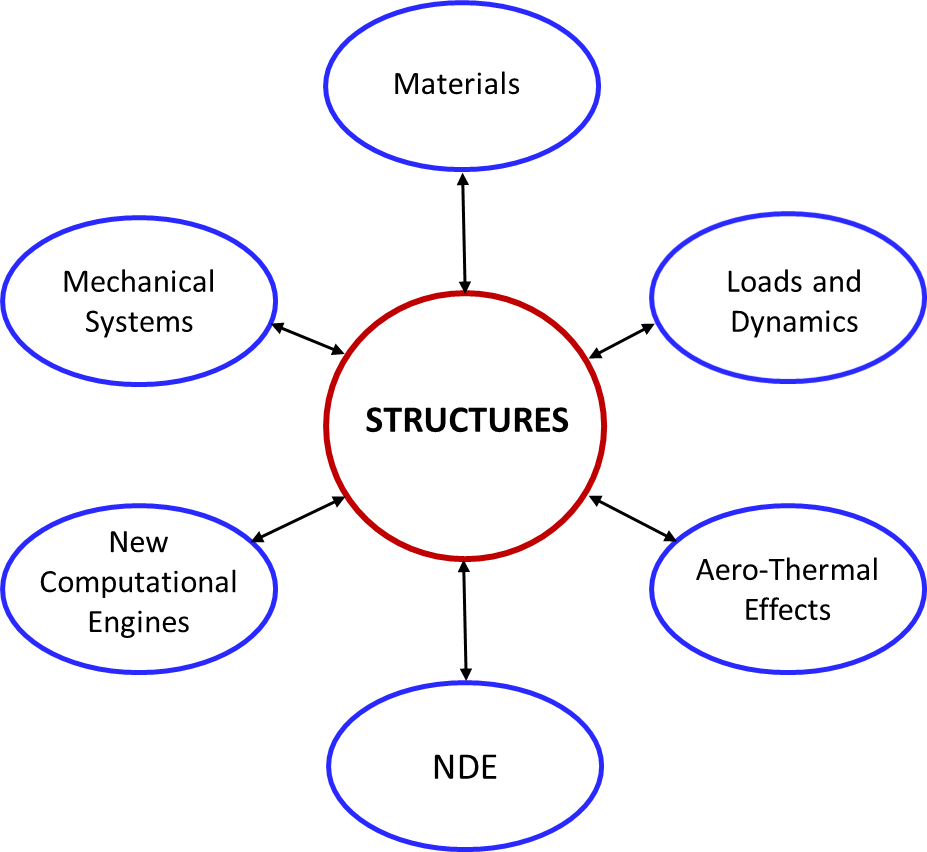 Materials
Mechanical
Systems
Loads and
Dynamics
STRUCTURES
New
Computational
Engines
Aero-Thermal
Effects
NDE